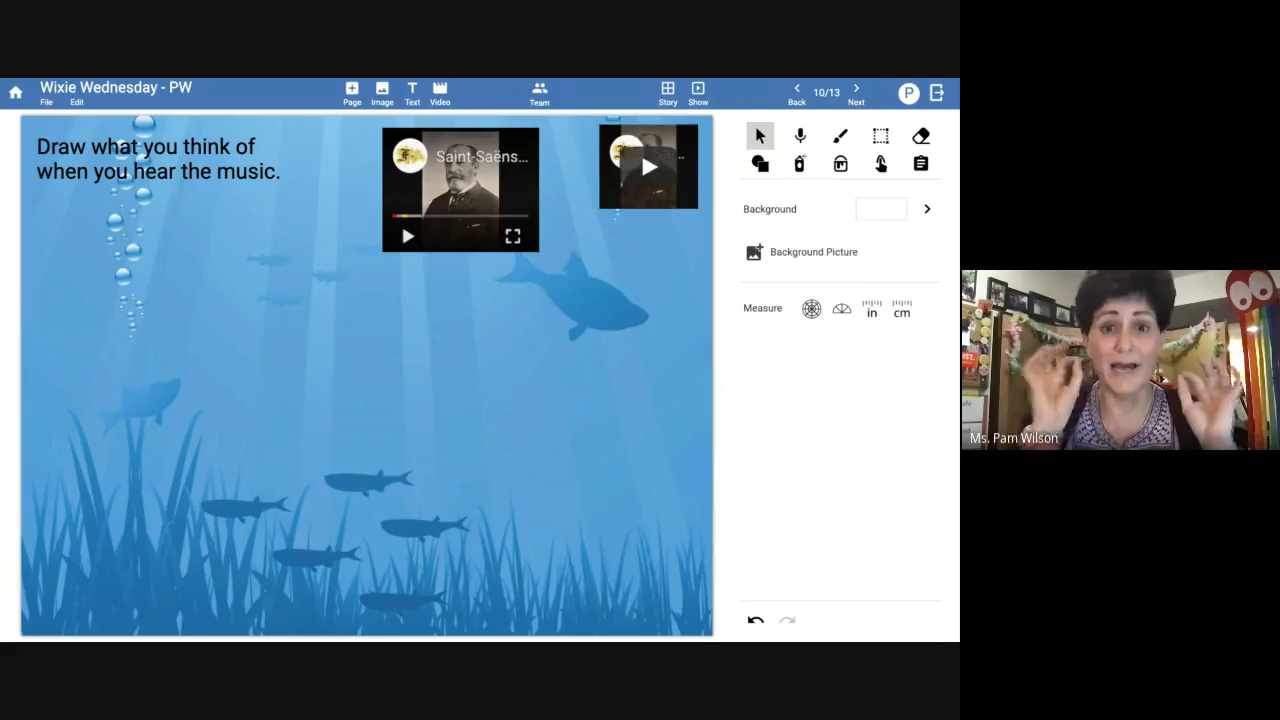 Wixie Wednesday - PW
File Edit
Page Image Text Video
Team
Story Show
Back 10/13 Next
P
Draw what you think of
when you hear the music.
Saint-Saëns...
Background
Background Picture
Measure in cm
Ms. Pam Wilson